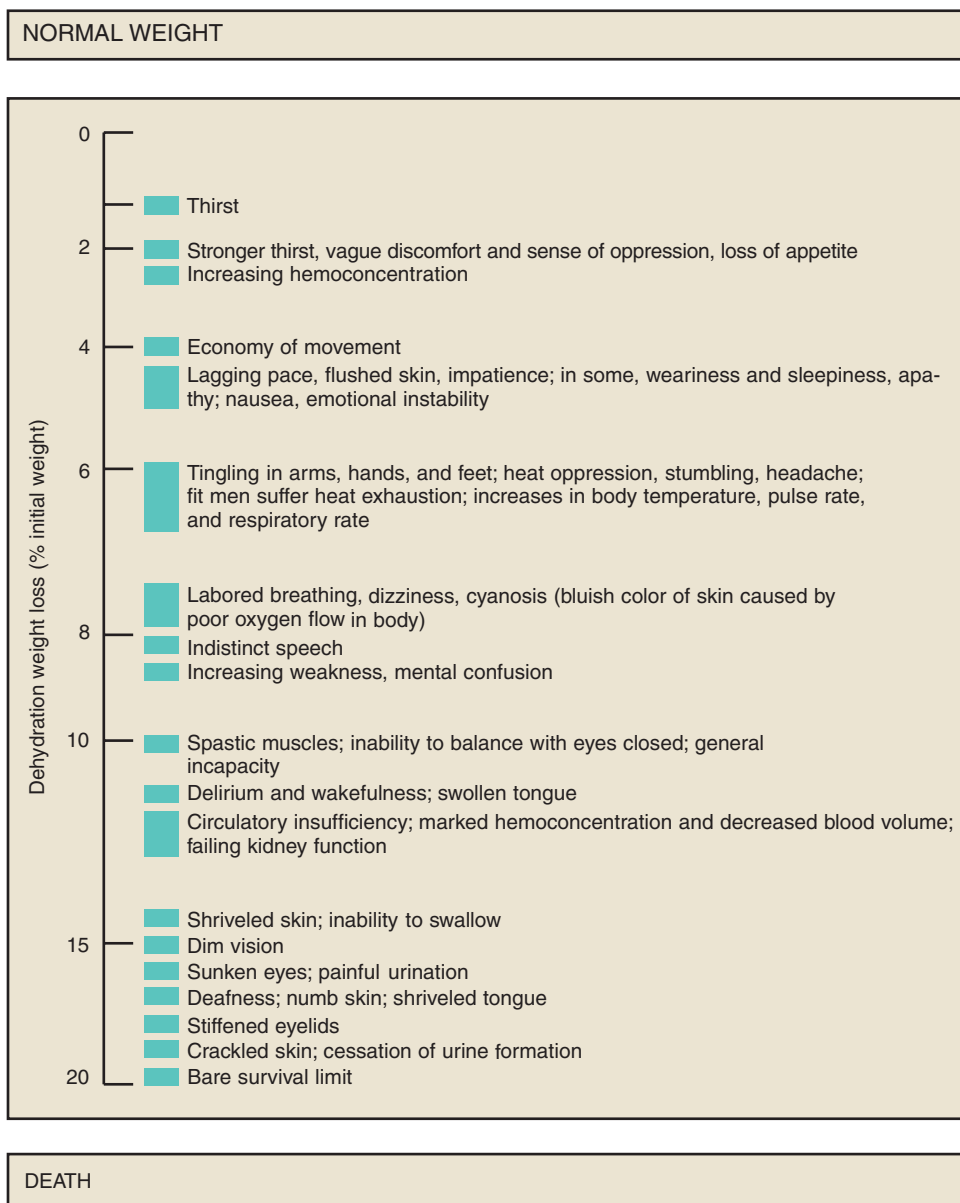 NORMAL WEIGHT
Dehydration weight loss (% initial weight)
0
Thirst
2
Stronger thirst, vague discomfort and sense of oppression, loss of appetite
Increasing hemoconcentration
4
Economy of movement
Lagging pace, flushed skin, impatience; in some, weariness and sleepiness, apa-
thy; nausea, emotional instability
6
Tingling in arms, hands, and feet; heat oppression, stumbling, headache;
fit men suffer heat exhaustion; increases in body temperature, pulse rate,
and respiratory rate
Labored breathing, dizziness, cyanosis (bluish color of skin caused by
poor oxygen flow in body)
8
Indistinct speech
Increasing weakness, mental confusion
10
Spastic muscles; inability to balance with eyes closed; general
incapacity
Delirium and wakefulness; swollen tongue
Circulatory insufficiency; marked hemoconcentration and decreased blood volume;
failing kidney function
Shriveled skin; inability to swallow
15
Dim vision
Sunken eyes; painful urination
Deafness; numb skin; shriveled tongue
Stiffened eyelids
Crackled skin; cessation of urine formation
20
Bare survival limit
DEATH